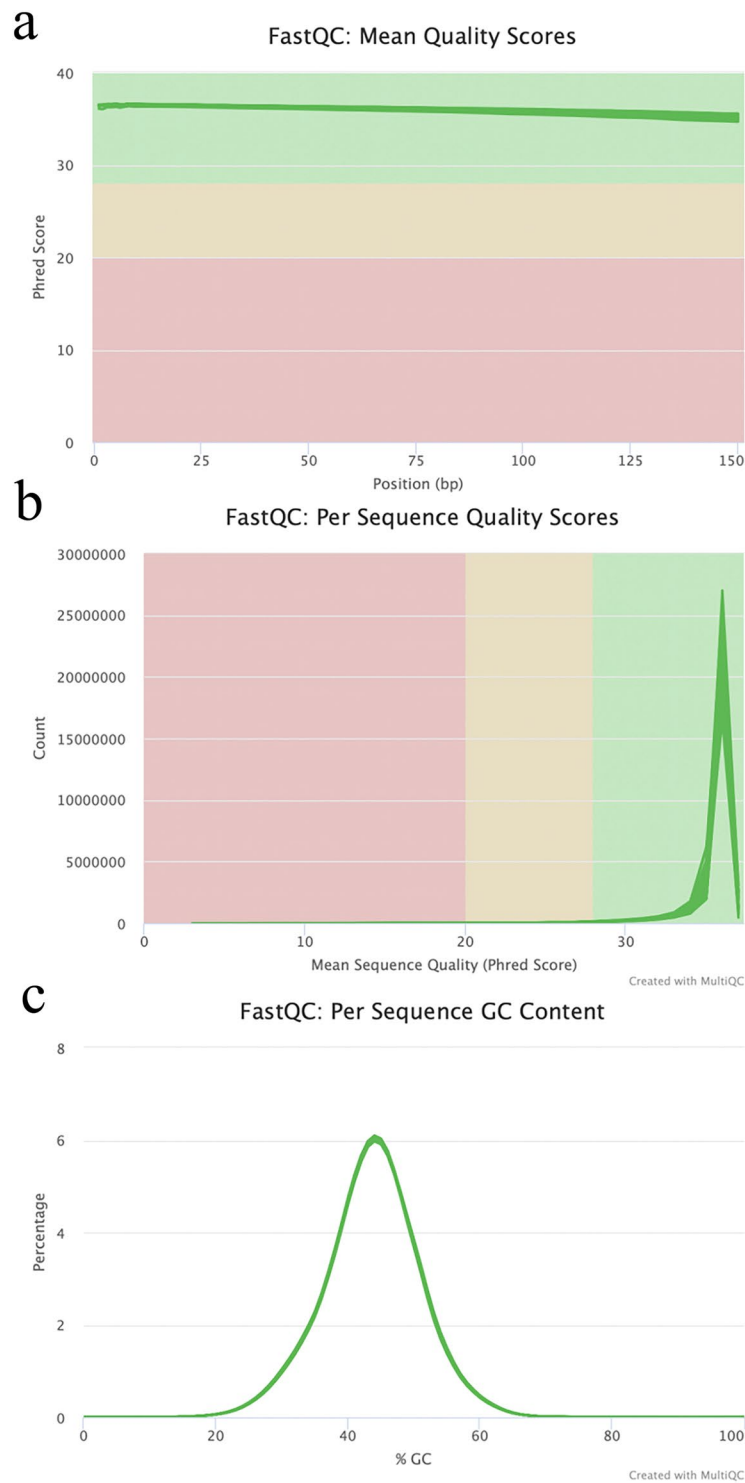 a
FastQC: Mean Quality Scores
40
30
20
10
0
Phred Score
0 25 50 75 100 125 150
Position (bp)
b
FastQC: Per Sequence Quality Scores
30000000
25000000
20000000
15000000
10000000
5000000
0
Count
0 10 20 30
Mean Sequence Quality (Phred Score)
Created with MultiQC
c
FastQC: Per Sequence GC Content
8
6
4
2
0
Percentage
0 20 40 60 80 100
% GC
Created with MultiQC